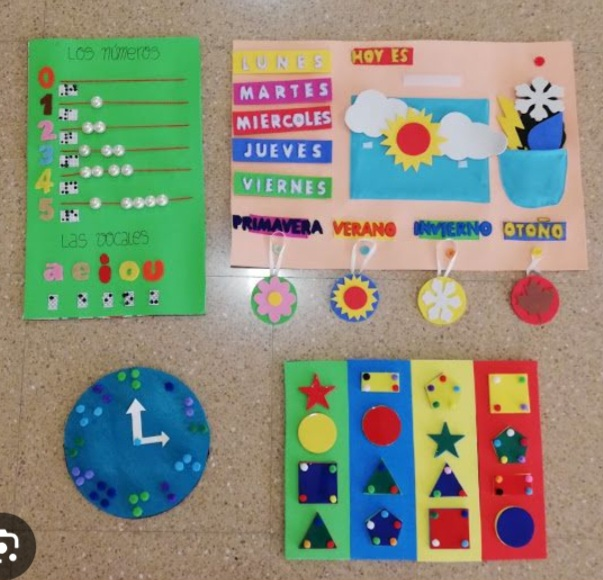 Los números
0
1
2
3
4
5
Las vocales
a e i o u
LUNES
MARTES
MIERCOLES
JUEVES
VIERNES
HOY ES
PRIMAVERA VERANO INVIERNO OTOÑO